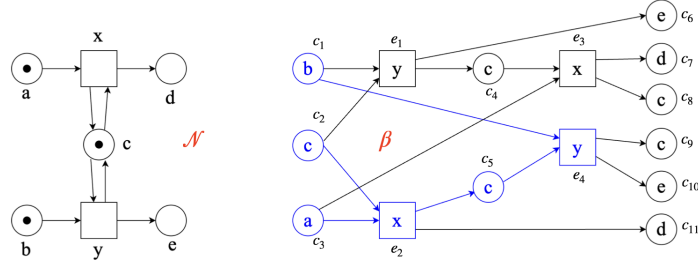 x
a
d
c
𝒩
b
y
e
c₁
b
e₁
y
c
c₄
e₃
x
e
c₆
d
c₇
c
c₈
c₂
c
β
c₅
c
y
e₄
c
c₉
e
c₁₀
a
c₃
x
e₂
d
c₁₁